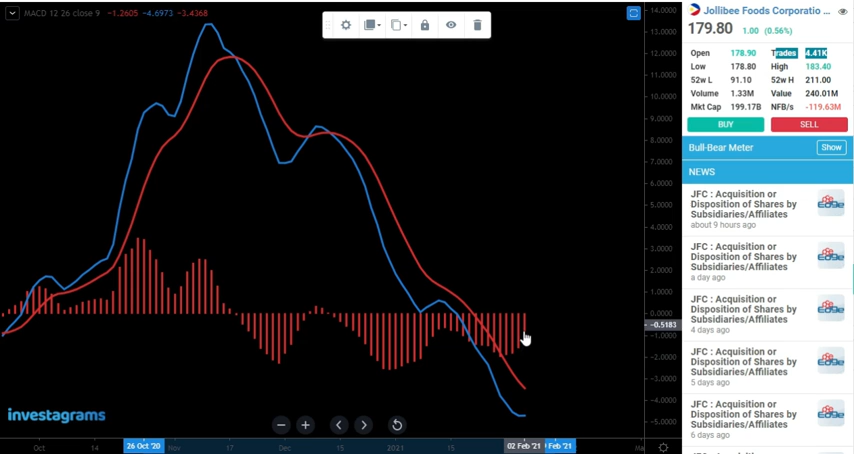 MACD 12 26 close 9 −1.2605 −4.6973 −3.4368
14.0000
13.0000
12.0000
11.0000
10.0000
9.0000
8.0000
7.0000
6.0000
5.0000
4.0000
3.0000
2.0000
1.0000
0.0000
−0.5183
−1.0000
−2.0000
−3.0000
−4.0000
−5.0000
investagrams
Oct
14
26 Oct '20
Nov
17
Dec
15
2021
15
02 Feb '21
Feb '21
Ma
Jollibee Foods Corporatio ...
179.80 1.00 (0.56%)
Open 178.90 Trades 4.41K
Low 178.80 High 183.40
52w L 91.10 52w H 211.00
Volume 1.33M Value 240.01M
Mkt Cap 199.17B NFB/s -119.63M
BUY SELL
Bull-Bear Meter Show
NEWS
JFC : Acquisition or
Disposition of Shares by
Subsidiaries/Affiliates
about 9 hours ago
Edge
JFC : Acquisition or
Disposition of Shares by
Subsidiaries/Affiliates
a day ago
Edge
JFC : Acquisition or
Disposition of Shares by
Subsidiaries/Affiliates
4 days ago
Edge
JFC : Acquisition or
Disposition of Shares by
Subsidiaries/Affiliates
5 days ago
Edge
JFC : Acquisition or
Disposition of Shares by
Subsidiaries/Affiliates
6 days ago
Edge